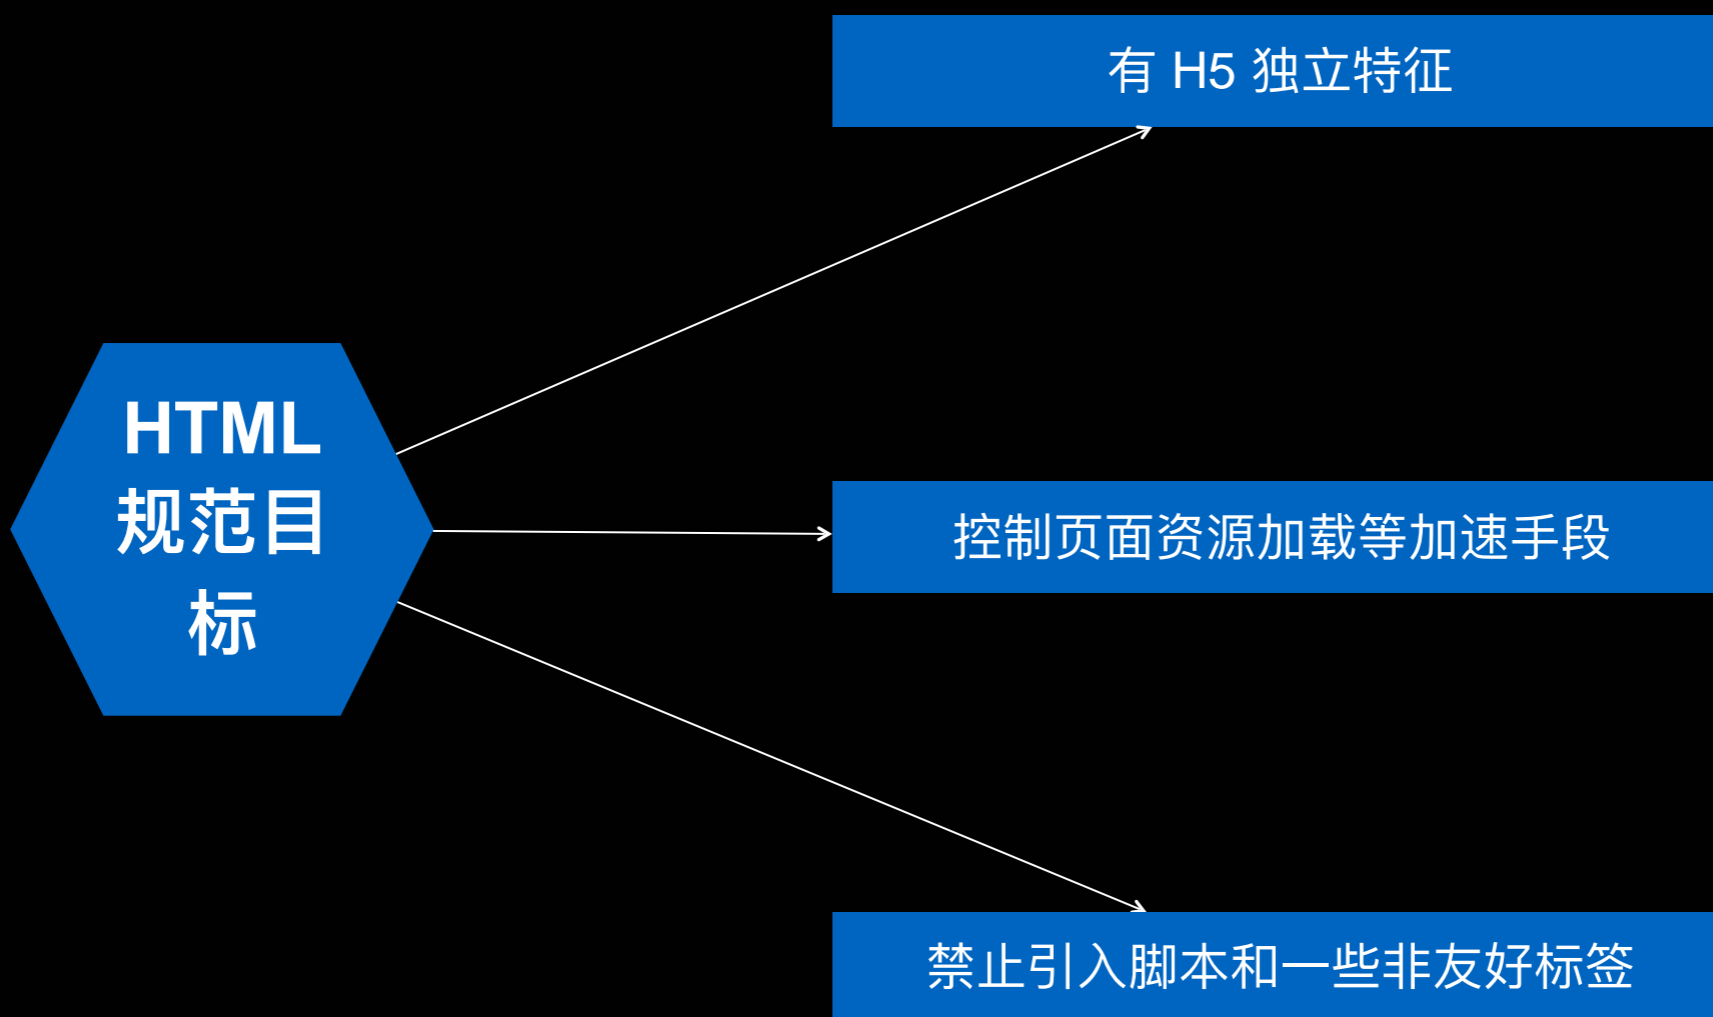 有 H5 独立特征
HTML
规范目
标
控制页面资源加载等加速手段
禁止引入脚本和一些非友好标签